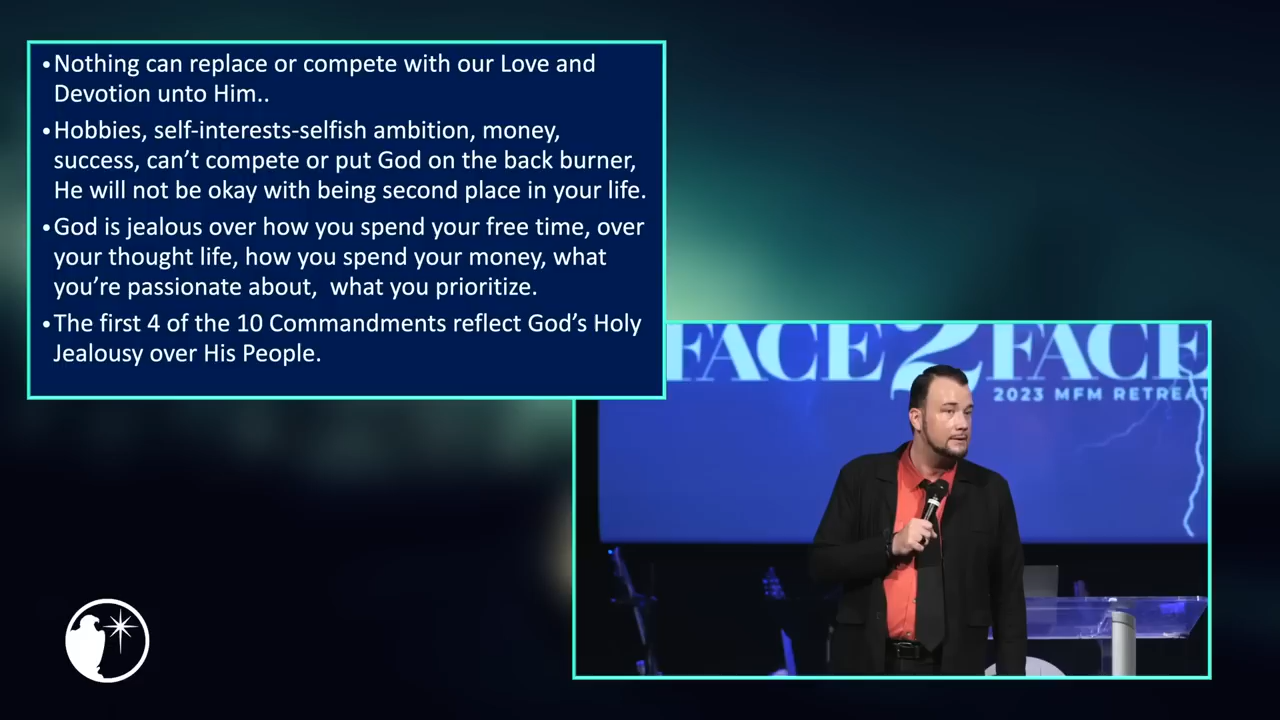 •Nothing can replace or compete with our Love and
Devotion unto Him..
•Hobbies, self-interests-selfish ambition, money,
success, can’t compete or put God on the back burner,
He will not be okay with being second place in your life.
•God is jealous over how you spend your free time, over
your thought life, how you spend your money, what
you’re passionate about,  what you prioritize.
•The first 4 of the 10 Commandments reflect God’s Holy
Jealousy over His People.
FACE 2 FACE
2023 MFM RETREAT